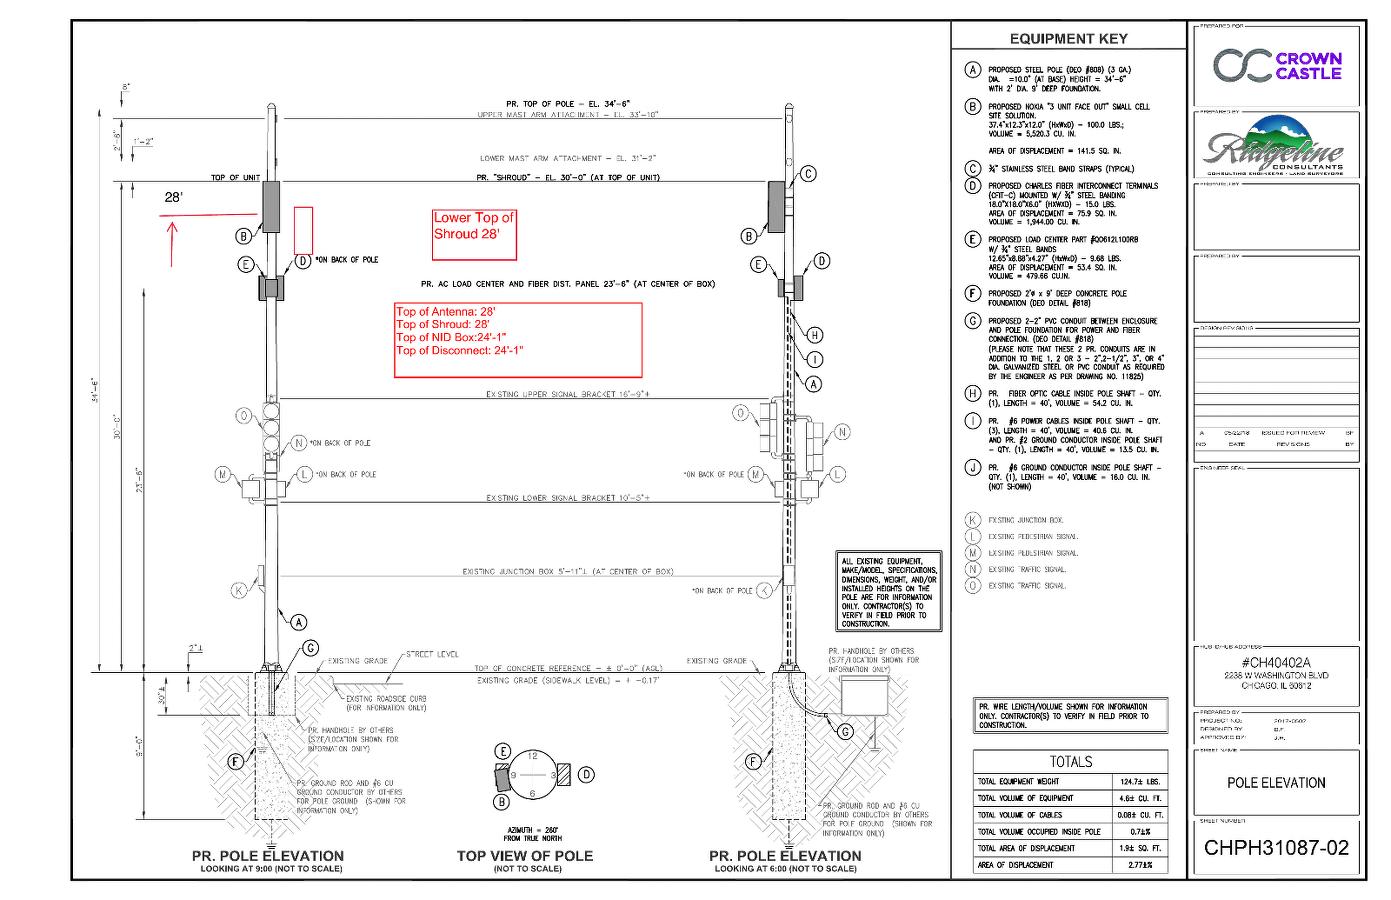 6"
2'-8"
1'-2"
PR. TOP OF POLE - EL. 34'-6"
UPPER MAST ARM ATTACHMENT - EL. 33'-10"
LOWER MAST ARM ATTACHMENT - EL. 31'-2"
TOP OF UNIT
PR. "SHROUD" - EL. 30'-0" (AT TOP OF UNIT)
28'
Lower Top of
Shroud 28'
B
E
D
*ON BACK OF POLE
PR. AC LOAD CENTER AND FIBER DIST. PANEL 23'-6" (AT CENTER OF BOX)
Top of Antenna: 28'
Top of Shroud: 28'
Top of NID Box:24'-1"
Top of Disconnect: 24'-1"
34'-6"
30'-0"
23'-6"
EXISTING UPPER SIGNAL BRACKET 16'-9"±
O
N
*ON BACK OF POLE
M
L
*ON BACK OF POLE
EXISTING LOWER SIGNAL BRACKET 10'-5"±
EXISTING JUNCTION BOX 5'-11"± (AT CENTER OF BOX)
K
A
G
2"±
30"±
9'-0"
EXISTING GRADE
STREET LEVEL
TOP OF CONCRETE REFERENCE - ± 0'-0" (AGL)
EXISTING GRADE (SIDEWALK LEVEL) - ± -0.17'
EXISTING ROADSIDE CURB
(FOR INFORMATION ONLY)
PR. HANDHOLE BY OTHERS
(SIZE/LOCATION SHOWN FOR
INFORMATION ONLY)
F
PR. GROUND ROD AND #6 CU
GROUND CONDUCTOR BY OTHERS
FOR POLE GROUND (SHOWN FOR
INFORMATION ONLY)
PR. POLE ELEVATION
LOOKING AT 9:00 (NOT TO SCALE)
E
12
9
3
6
D
B
AZIMUTH = 260°
FROM TRUE NORTH
TOP VIEW OF POLE
(NOT TO SCALE)
C
B
E
D
H
I
A
O
N
*ON BACK OF POLE
M
L
*ON BACK OF POLE
K
ALL EXISTING EQUIPMENT,
MAKE/MODEL, SPECIFICATIONS,
DIMENSIONS, WEIGHT, AND/OR
INSTALLED HEIGHTS ON THE
POLE ARE FOR INFORMATION
ONLY. CONTRACTOR(S) TO
VERIFY IN FIELD PRIOR TO
CONSTRUCTION.
EXISTING GRADE
PR. HANDHOLE BY OTHERS
(SIZE/LOCATION SHOWN FOR
INFORMATION ONLY)
G
F
PR. GROUND ROD AND #6 CU
GROUND CONDUCTOR BY OTHERS
FOR POLE GROUND (SHOWN FOR
INFORMATION ONLY)
PR. POLE ELEVATION
LOOKING AT 6:00 (NOT TO SCALE)
EQUIPMENT KEY
A PROPOSED STEEL POLE (DEO #808) (3 GA.)
DIA. =10.0" (AT BASE) HEIGHT = 34'-6"
WITH 2' DIA. 9' DEEP FOUNDATION.
B PROPOSED NOKIA "3 UNIT FACE OUT" SMALL CELL
SITE SOLUTION.
37.4"x12.3"x12.0" (HxWxD) - 100.0 LBS.;
VOLUME = 5,520.3 CU. IN.
AREA OF DISPLACEMENT = 141.5 SQ. IN.
C ¾" STAINLESS STEEL BAND STRAPS (TYPICAL)
D PROPOSED CHARLES FIBER INTERCONNECT TERMINALS
(CFIT-C) MOUNTED W/ ¾" STEEL BANDING
18.0"X18.0"X6.0" (HXWXD) - 15.0 LBS.
AREA OF DISPLACEMENT = 75.9 SQ. IN.
VOLUME = 1,944.00 CU. IN.
E PROPOSED LOAD CENTER PART #QO612L100RB
W/ ¾" STEEL BANDS
12.65"x8.88"x4.27" (HxWxD) - 9.68 LBS.
AREA OF DISPLACEMENT = 53.4 SQ. IN.
VOLUME = 479.66 CU.IN.
F PROPOSED 2'ø x 9' DEEP CONCRETE POLE
FOUNDATION (DEO DETAIL #818)
G PROPOSED 2-2" PVC CONDUIT BETWEEN ENCLOSURE
AND POLE FOUNDATION FOR POWER AND FIBER
CONNECTION. (DEO DETAIL #818)
(PLEASE NOTE THAT THESE 2 PR. CONDUITS ARE IN
ADDITION TO THE 1, 2 OR 3 - 2",2-1/2", 3", OR 4"
DIA. GALVANIZED STEEL OR PVC CONDUIT AS REQUIRED
BY THE ENGINEER AS PER DRAWING NO. 11825)
H PR. FIBER OPTIC CABLE INSIDE POLE SHAFT - QTY.
(1), LENGTH = 40', VOLUME = 54.2 CU. IN.
I PR. #6 POWER CABLES INSIDE POLE SHAFT - QTY.
(3), LENGTH = 40', VOLUME = 40.6 CU. IN.
AND PR. #2 GROUND CONDUCTOR INSIDE POLE SHAFT
- QTY. (1), LENGTH = 40', VOLUME = 13.5 CU. IN.
J PR. #6 GROUND CONDUCTOR INSIDE POLE SHAFT -
QTY. (1), LENGTH = 40', VOLUME = 16.0 CU. IN.
(NOT SHOWN)
K EXISTING JUNCTION BOX.
L EXISTING PEDESTRIAN SIGNAL.
M EXISTING PEDESTRIAN SIGNAL.
N EXISTING TRAFFIC SIGNAL.
O EXISTING TRAFFIC SIGNAL.
PR. WIRE LENGTH/VOLUME SHOWN FOR INFORMATION
ONLY. CONTRACTOR(S) TO VERIFY IN FIELD PRIOR TO
CONSTRUCTION.
TOTALS
TOTAL EQUIPMENT WEIGHT 124.7± LBS.
TOTAL VOLUME OF EQUIPMENT 4.6± CU. FT.
TOTAL VOLUME OF CABLES 0.08± CU. FT.
TOTAL VOLUME OCCUPIED INSIDE POLE 0.7±%
TOTAL AREA OF DISPLACEMENT 1.9± SQ. FT.
AREA OF DISPLACEMENT 2.77±%
PREPARED FOR
CROWN
CASTLE
PREPARED BY
Ridgeline
CONSULTANTS
CONSULTING ENGINEERS - LAND SURVEYORS
PREPARED BY
PREPARED BY
DESIGN REVISIONS
A 05/22/18 ISSUED FOR REVIEW BF
NO DATE REVISIONS BY
ENGINEER SEAL
HUB ID/HUB ADDRESS
#CH40402A
2238 W WASHINGTON BLVD
CHICAGO, IL 60612
PREPARED BY
PROJECT NO.: 2017-0602
DESIGNED BY: B.F.
APPROVED BY: J.H.
SHEET NAME
POLE ELEVATION
SHEET NUMBER
CHPH31087-02